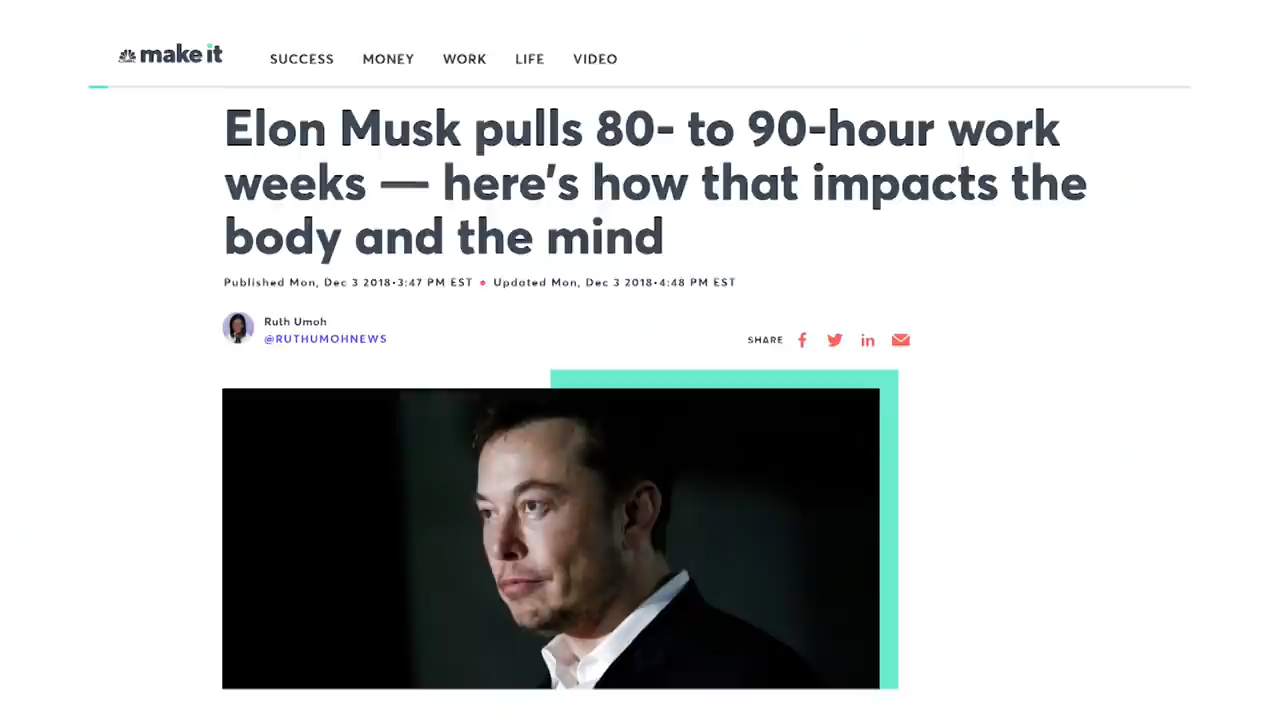 make it
SUCCESS MONEY WORK LIFE VIDEO
Elon Musk pulls 80- to 90-hour work
weeks — here's how that impacts the
body and the mind
Published Mon, Dec 3 2018•3:47 PM EST • Updated Mon, Dec 3 2018•4:48 PM EST
Ruth Umoh
@RUTHUMOHNEWS
SHARE